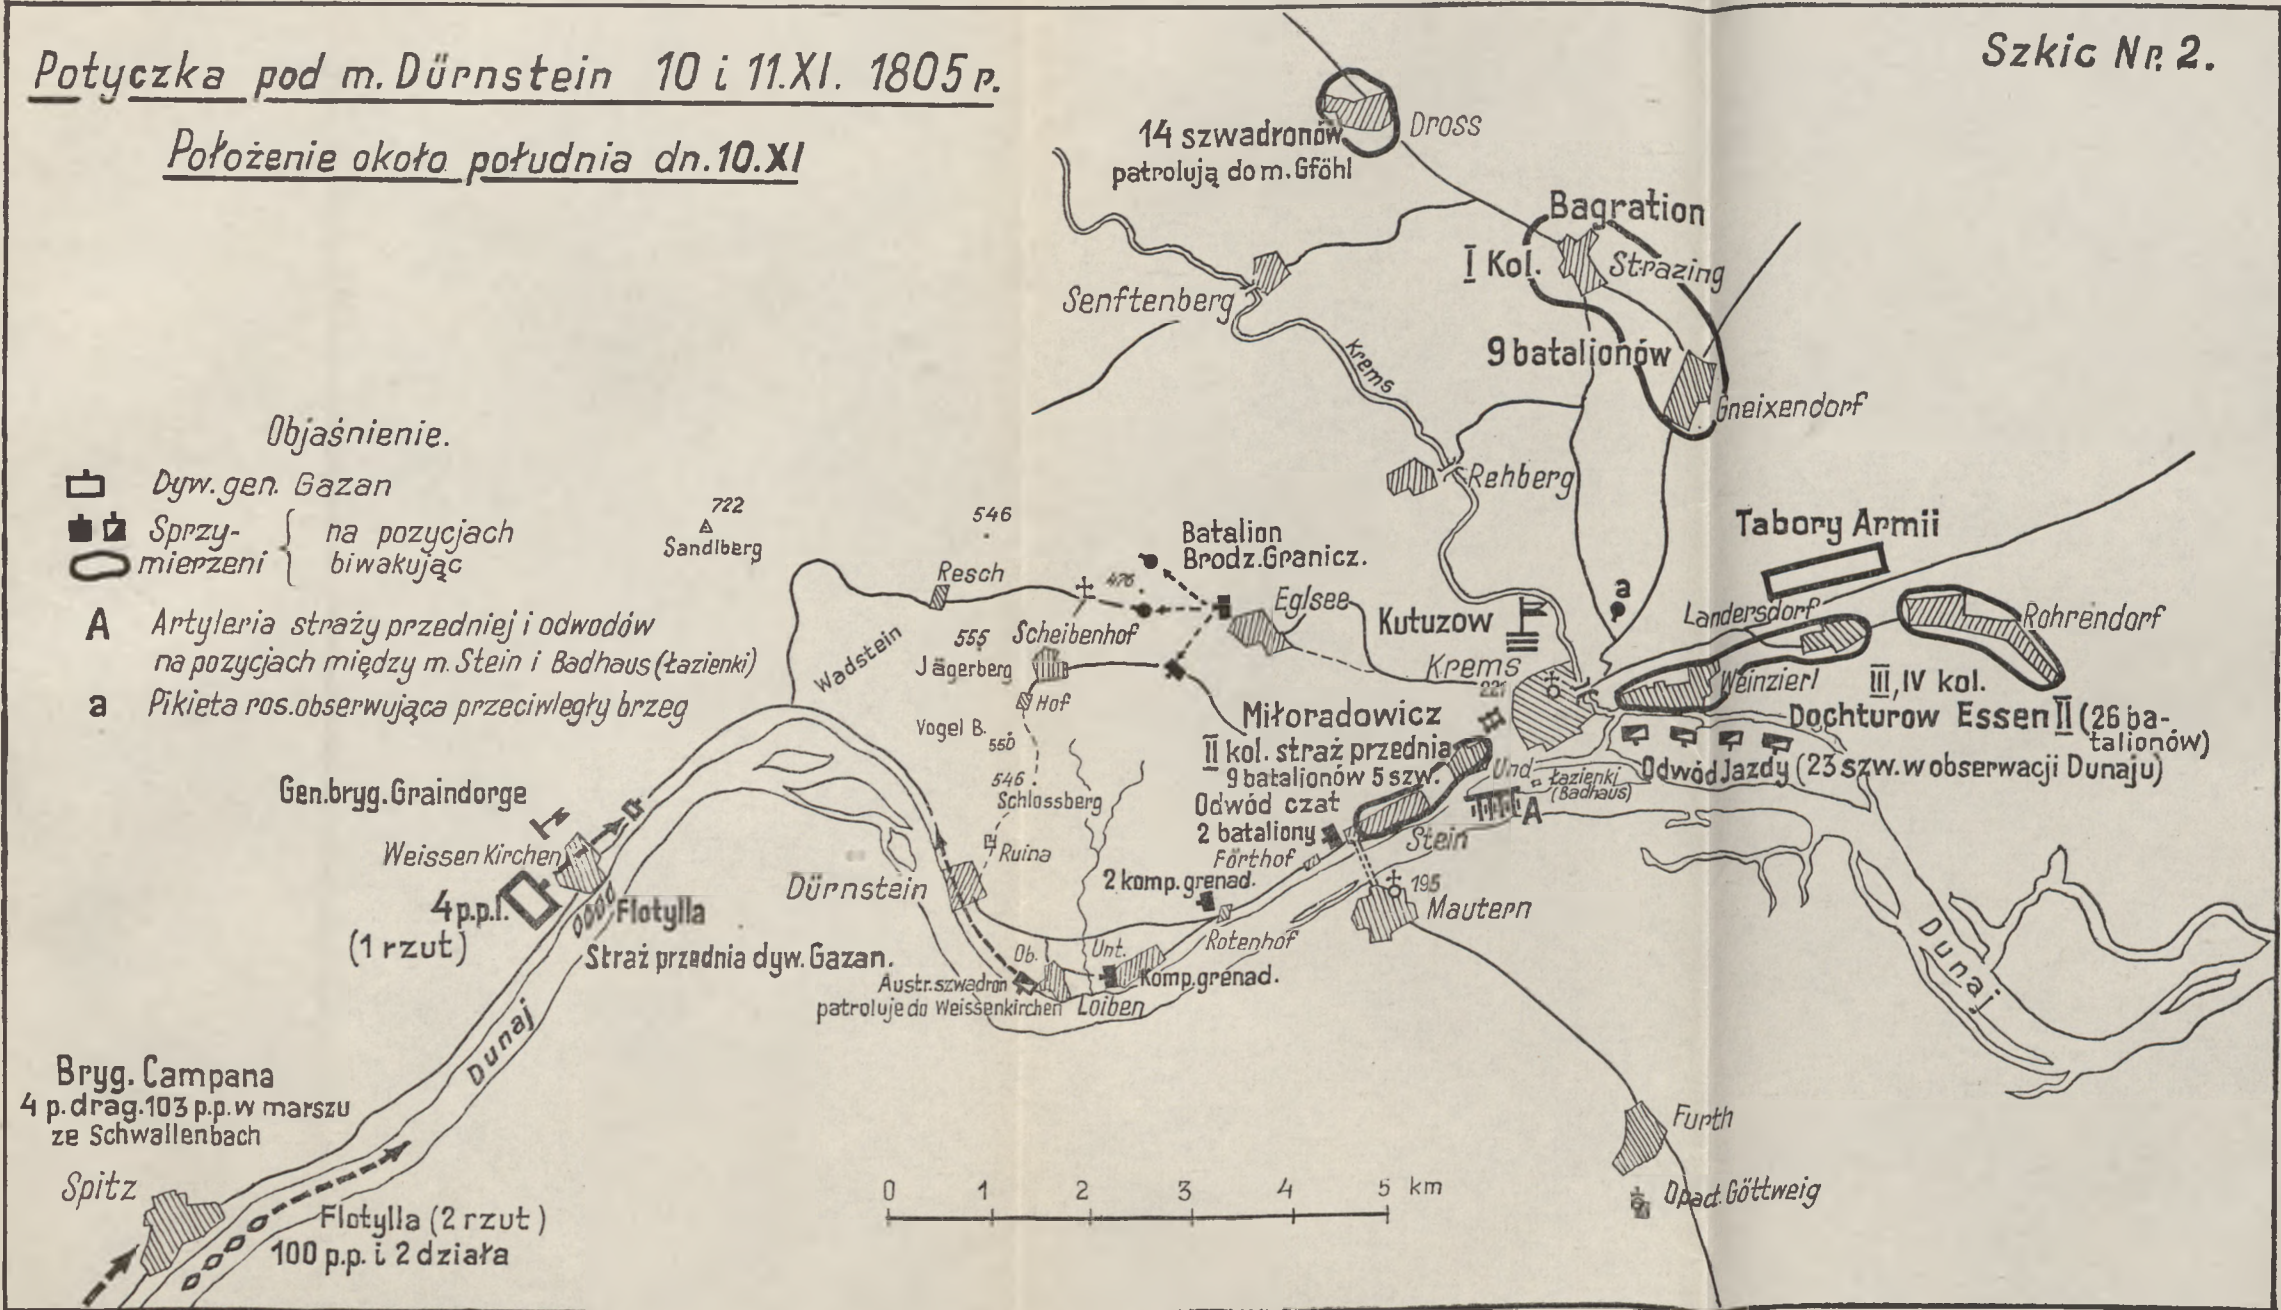 Potyczka pod m. Dürnstein 10 i 11.XI. 1805 r.
Położenie około południa dn. 10.XI
Szkic Nr. 2.
14 szwadronów
patrolują do m. Gföhl
Dross
Bagration
I Kol.
Strazing
9 batalionów
Gneixendorf
Senftenberg
Krems
Rehberg
Objaśnienie.
Dyw. gen. Gazan
Sprzy-
mierzeni
na pozycjach
biwakując
A Artyleria straży przedniej i odwodów
na pozycjach między m. Stein i Badhaus (Łazienki)
a Pikieta ros. obserwująca przeciwległy brzeg
722
Sandlberg
546
Resch
476
Batalion
Brodz. Granicz.
Eglsee
Kutuzow
a
Tabory Armii
Landersdorf
Rohrendorf
Wadstein
555
Scheibenhof
Jägerberg
Hof
Vogel B.
550
546
Schlossberg
Ruina
Krems
221
Weinzierl
III, IV kol.
Dochturow Essen II (26 ba-
talionów)
Odwód Jazdy (23 szw. w obserwacji Dunaju)
Miłoradowicz
II kol. straż przednia
9 batalionów 5 szw.
Und
Łazienki
(Badhaus)
A
Odwód czat
2 bataliony
Stein
Förthof
2 komp. grenad.
195
Mautern
Rotenhof
Gen. bryg. Graindorge
Weissen Kirchen
4 p.p.l.
(1 rzut)
Flotylla
Straż przednia dyw. Gazan.
Dürnstein
Ob.
Unt.
Komp. grenad.
Austr. szwadron
patroluje do Weissenkirchen
Loiben
Dunaj
Dunaj
Bryg. Campana
4 p. drag. 103 p.p. w marszu
ze Schwallenbach
Spitz
Flotylla (2 rzut)
100 p.p. i 2 działa
0 1 2 3 4 5 km
Furth
Opact. Göttweig